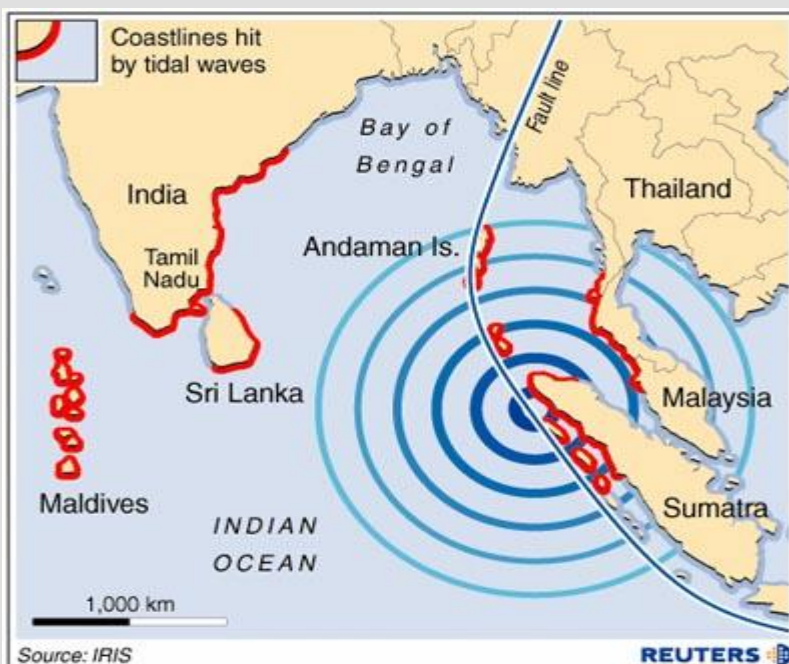 Coastlines hit
by tidal waves
Bay of
Bengal
Fault line
India
Thailand
Tamil
Nadu
Andaman Is.
Sri Lanka
Malaysia
Maldives
Sumatra
INDIAN
OCEAN
1,000 km
Source: IRIS
REUTERS